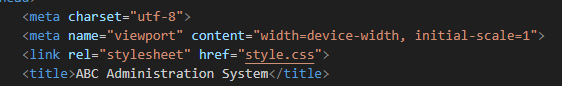 <meta charset="utf-8">
<meta name="viewport" content="width=device-width, initial-scale=1">
<link rel="stylesheet" href="style.css">
<title>ABC Administration System</title>